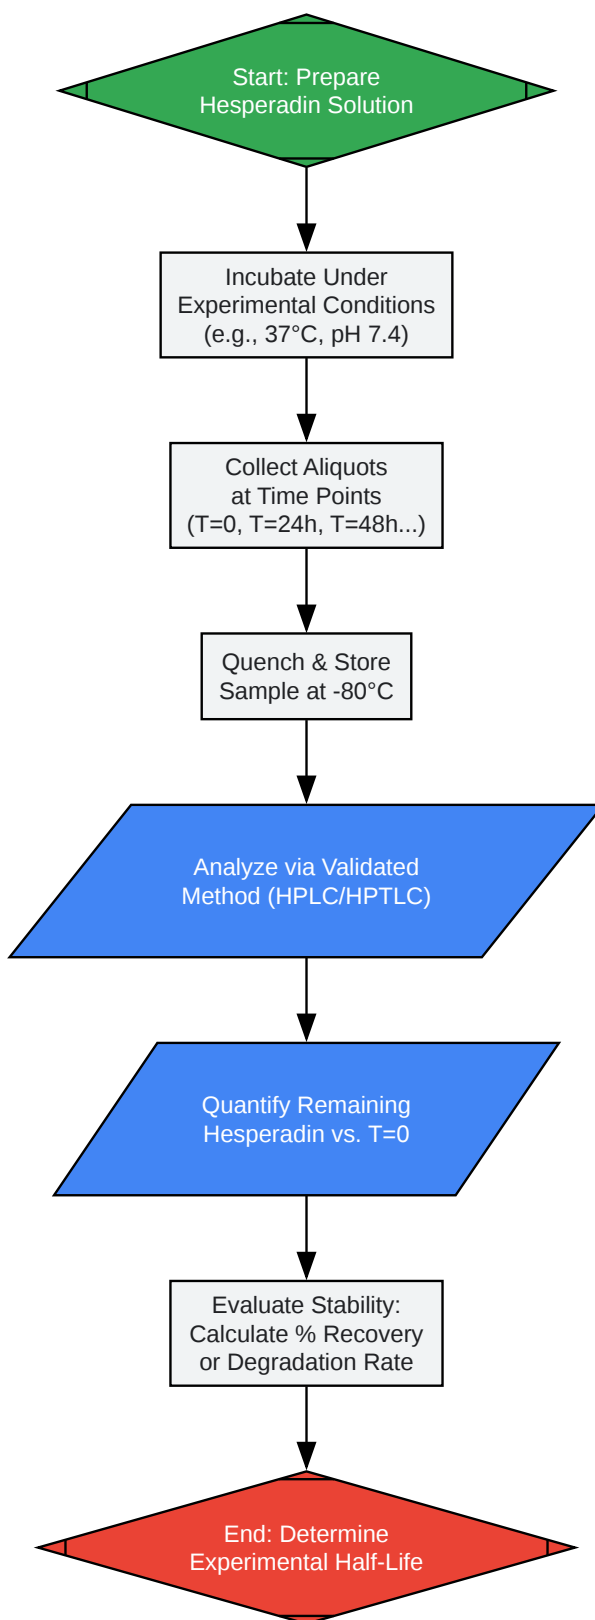 Start: Prepare
Hesperadin Solution
Incubate Under
Experimental Conditions
(e.g., 37°C, pH 7.4)
Collect Aliquots
at Time Points
(T=0, T=24h, T=48h...)
Quench & Store
Sample at -80°C
Analyze via Validated
Method (HPLC/HPTLC)
Quantify Remaining
Hesperadin vs. T=0
Evaluate Stability:
Calculate % Recovery
or Degradation Rate
End: Determine
Experimental Half-Life